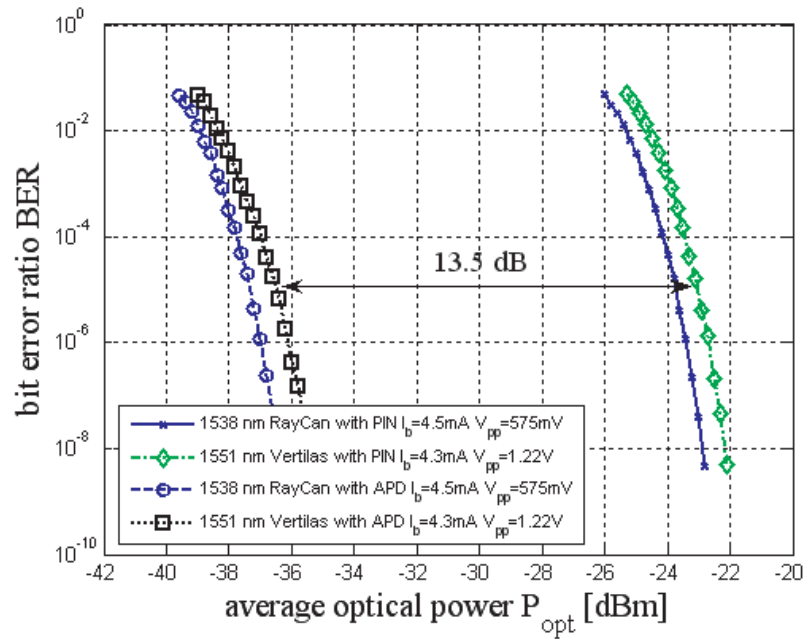 10^0
10^-2
10^-4
10^-6
10^-8
10^-10
bit error ratio BER
13.5 dB
1538 nm RayCan with PIN I_b=4.5mA V_pp=575mV
1551 nm Vertilas with PIN I_b=4.3mA V_pp=1.22V
1538 nm RayCan with APD I_b=4.5mA V_pp=575mV
1551 nm Vertilas with APD I_b=4.3mA V_pp=1.22V
-42 -40 -38 -36 -34 -32 -30 -28 -26 -24 -22 -20
average optical power P_opt [dBm]